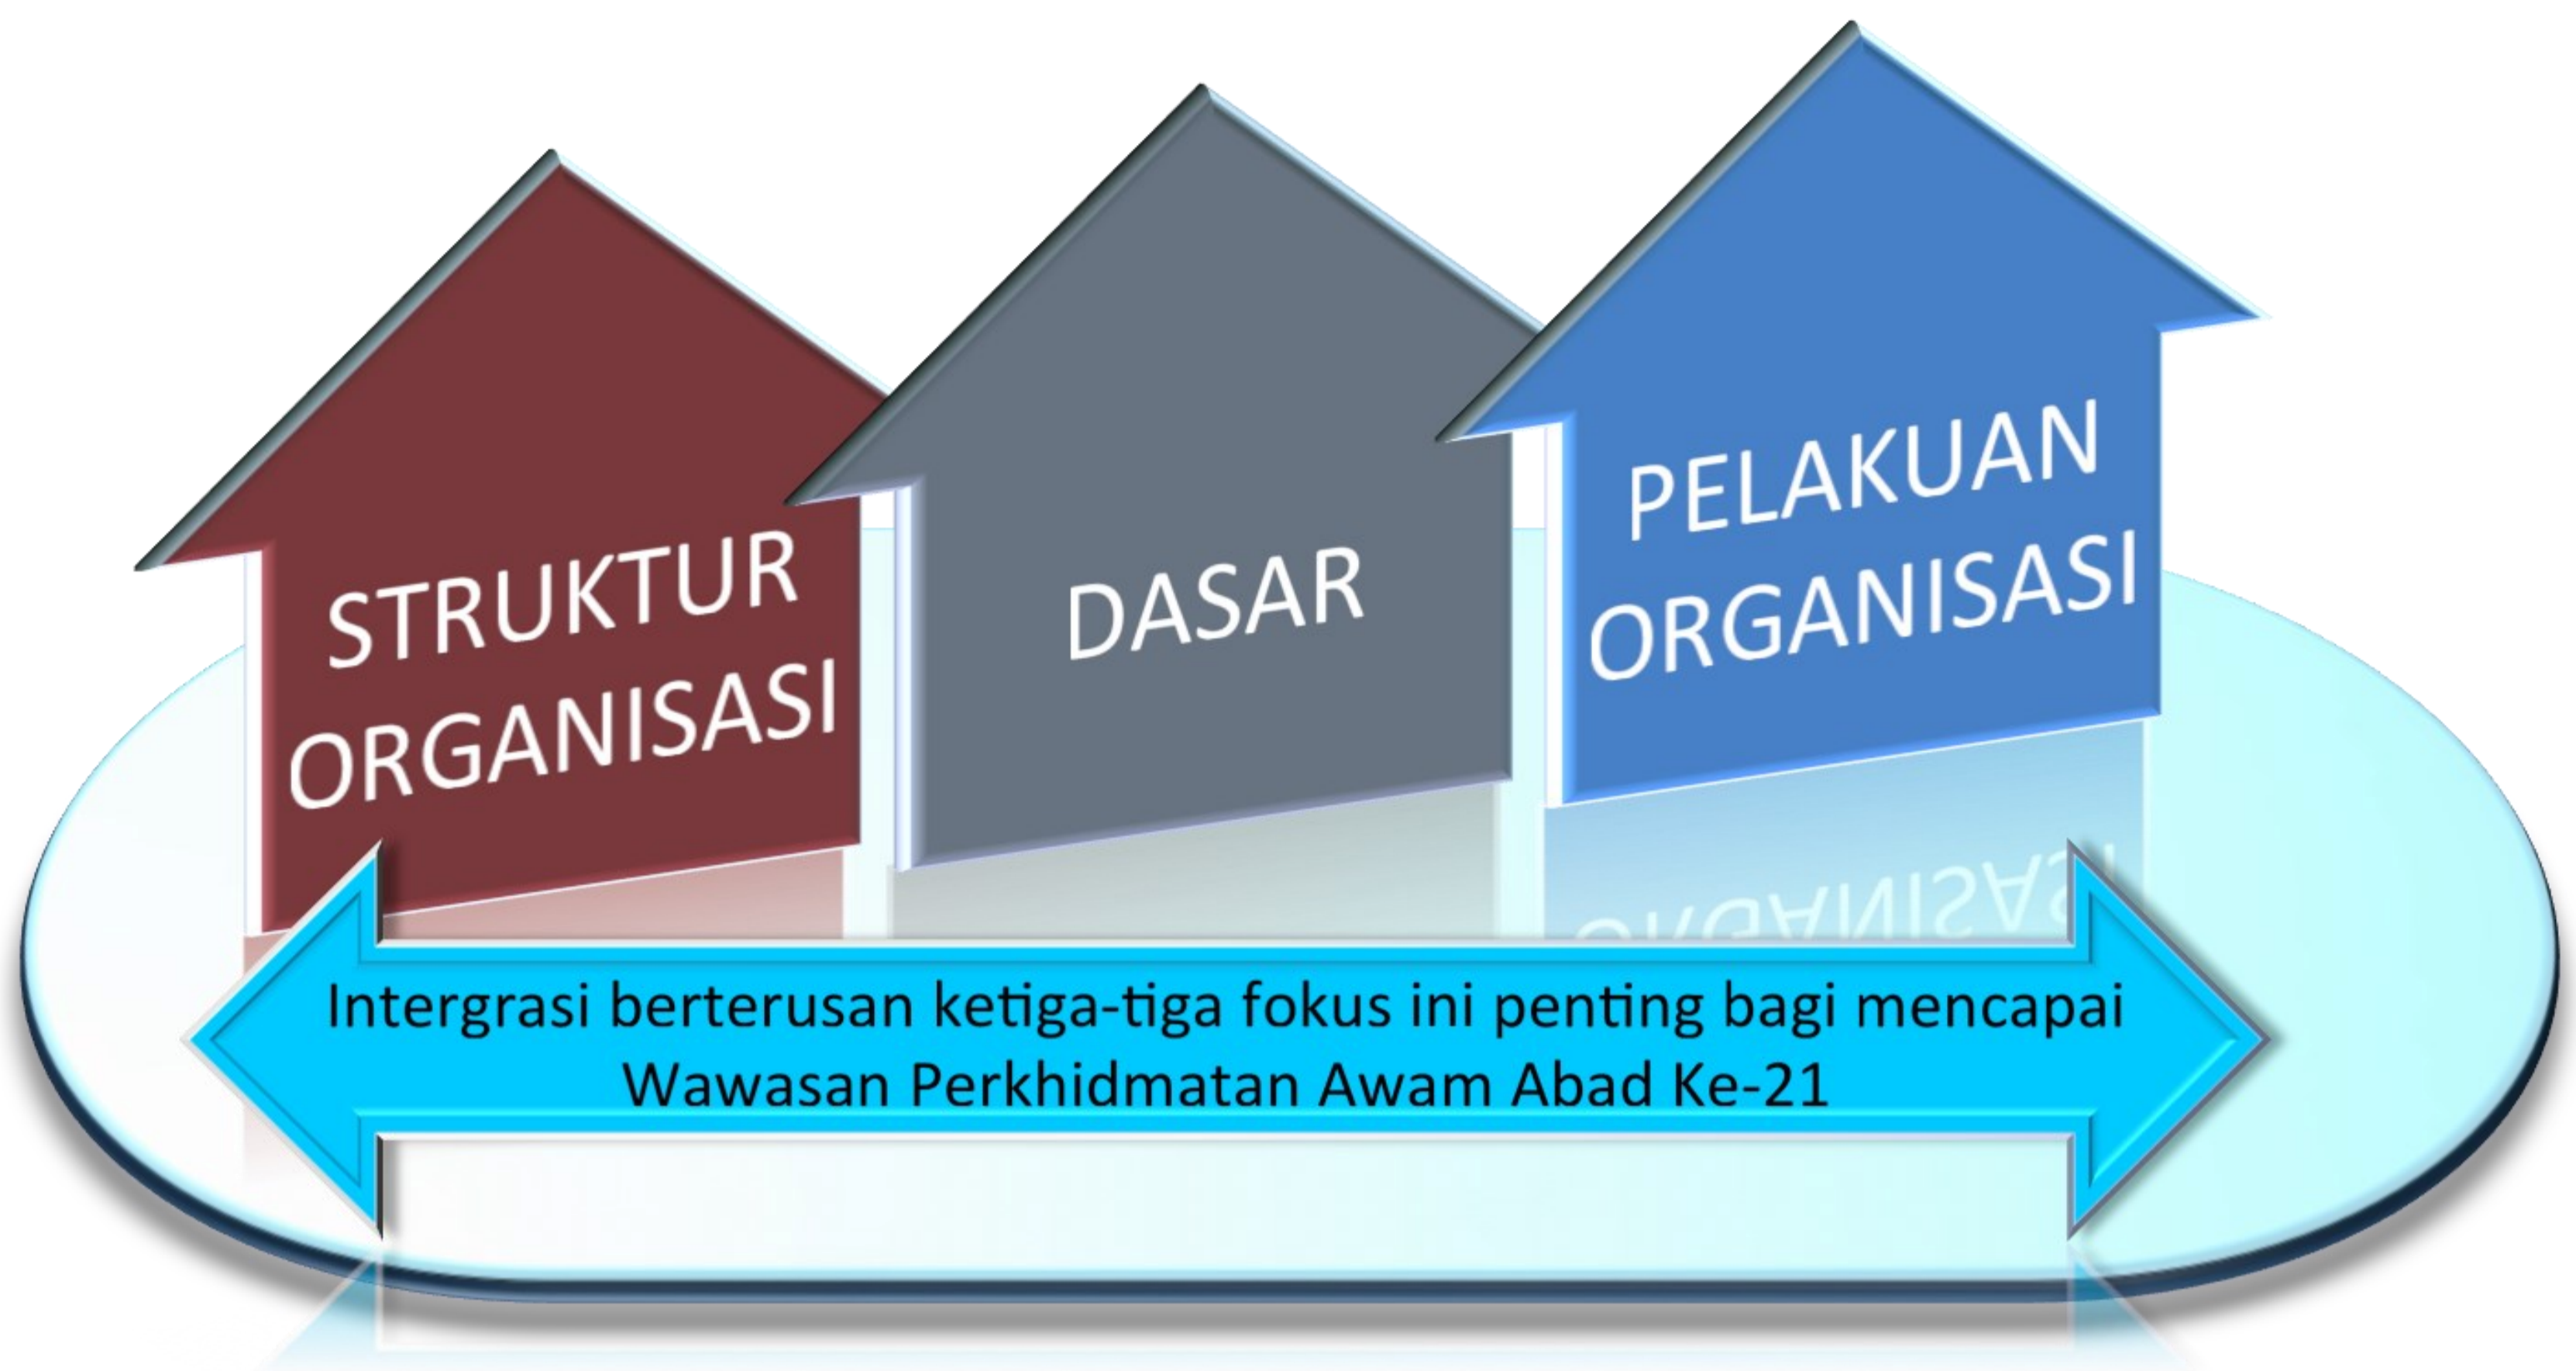 STRUKTUR
ORGANISASI
DASAR
PELAKUAN
ORGANISASI
Intergrasi berterusan ketiga-tiga fokus ini penting bagi mencapai
Wawasan Perkhidmatan Awam Abad Ke-21